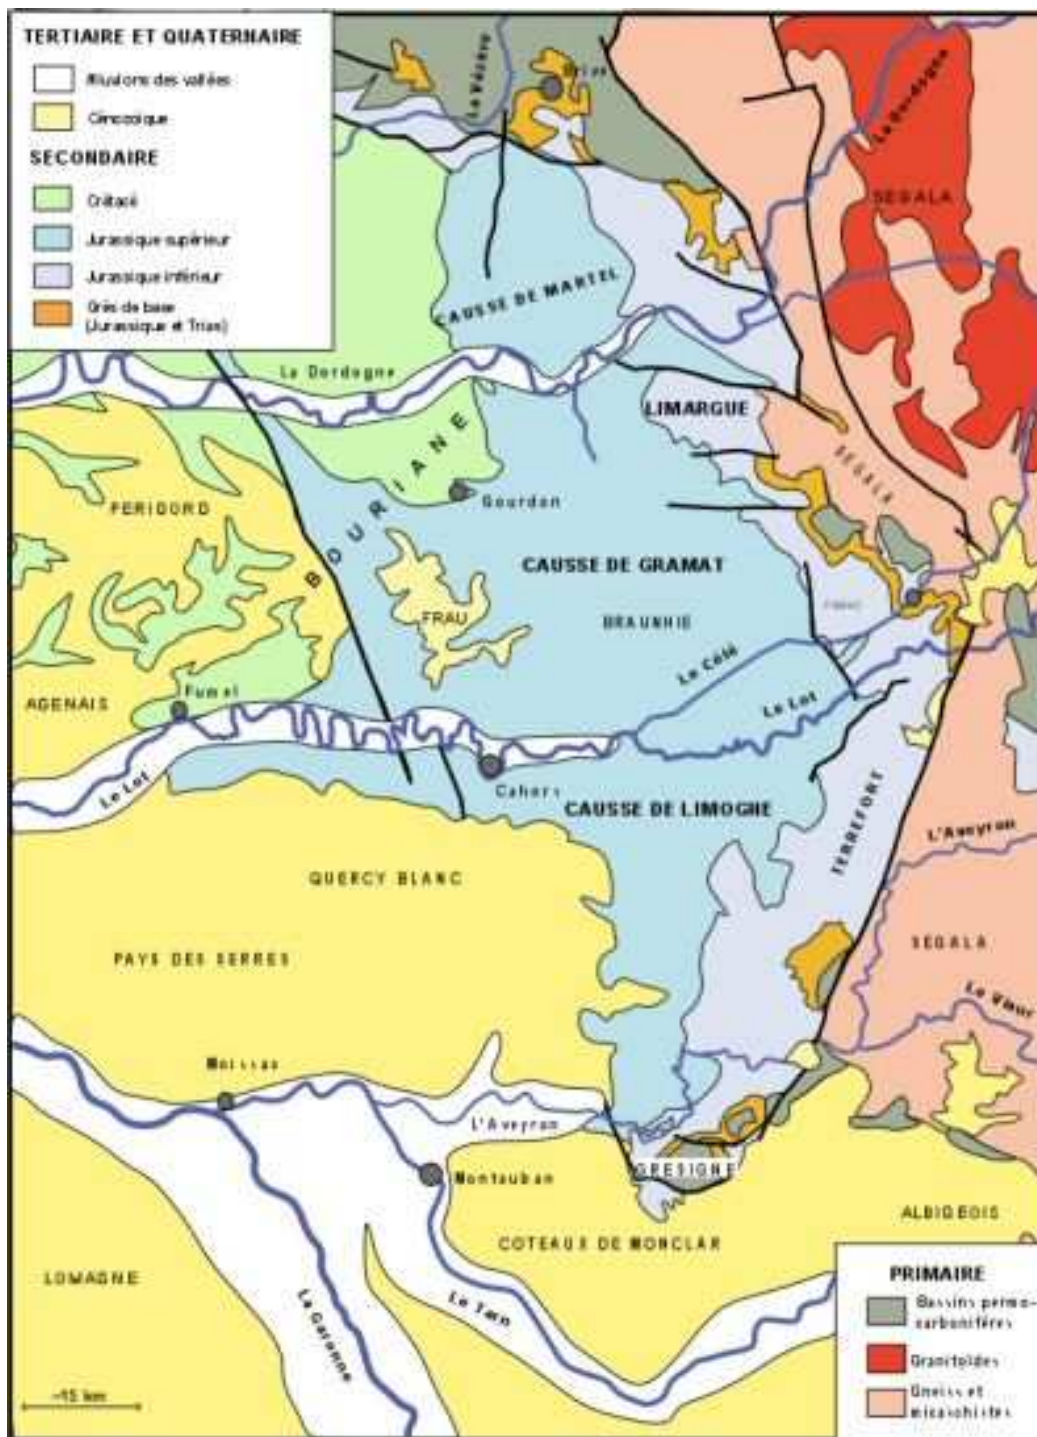 TERTIAIRE ET QUATERNAIRE
Alluvions des vallées
Cénozoïque
SECONDAIRE
Crétacé
Jurassique supérieur
Jurassique inférieur
Grès de base
(Jurassique et Trias)
La Vézère
Brive
La Dordogne
SEGALA
CAUSSE DE MARTEL
La Dordogne
LIMARGUE
SEGALA
BOURIANE
Gourdon
PERIGORD
CAUSSE DE GRAMAT
FRAU
BRAUNHIE
Le Célé
Le Lot
AGENAIS
Fumel
Le Lot
Cahors
CAUSSE DE LIMOGNE
TERREFORT
L'Aveyron
QUERCY BLANC
SEGALA
PAYS DES SERRES
Le Viaur
Moissac
L'Aveyron
Montauban
GRESIGNE
ALBIGEOIS
COTEAUX DE MONCLAR
LOMAGNE
La Garonne
Le Tarn
~15 km
PRIMAIRE
Bassins permo-
carbonifères
Granitoïdes
Gneiss et
micaschistes